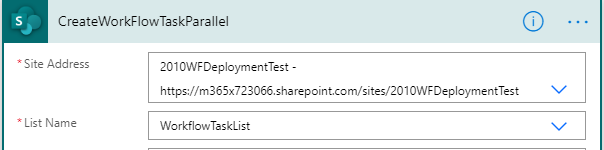 S CreateWorkFlowTaskParallel
* Site Address
2010WFDeploymentTest -
https://m365x723066.sharepoint.com/sites/2010WFDeploymentTest
* List Name
WorkflowTaskList